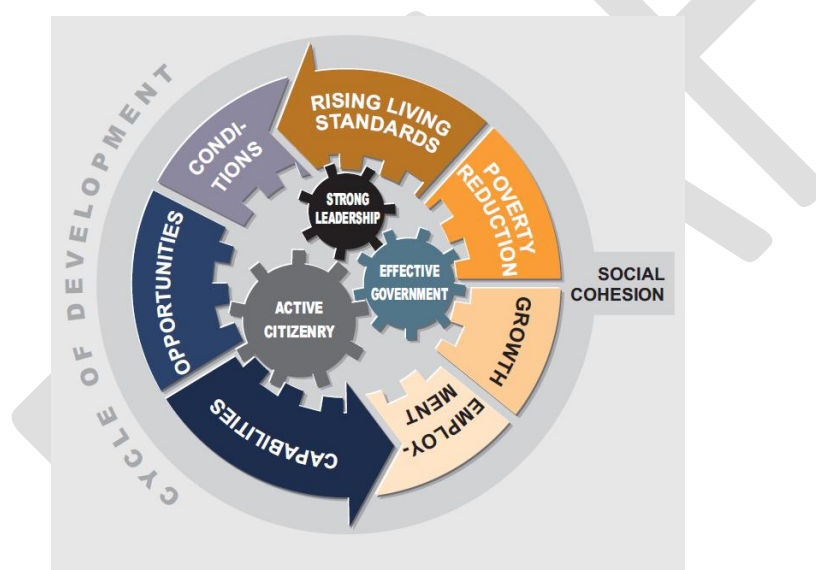 CYCLE OF DEVELOPMENT
RISING LIVING
STANDARDS
CONDI-
TIONS
POVERTY
REDUCTION
STRONG
LEADERSHIP
OPPORTUNITIES
EFFECTIVE
GOVERNMENT
SOCIAL
COHESION
ACTIVE
CITIZENRY
GROWTH
EMPLOY-
MENT
CAPABILITIES